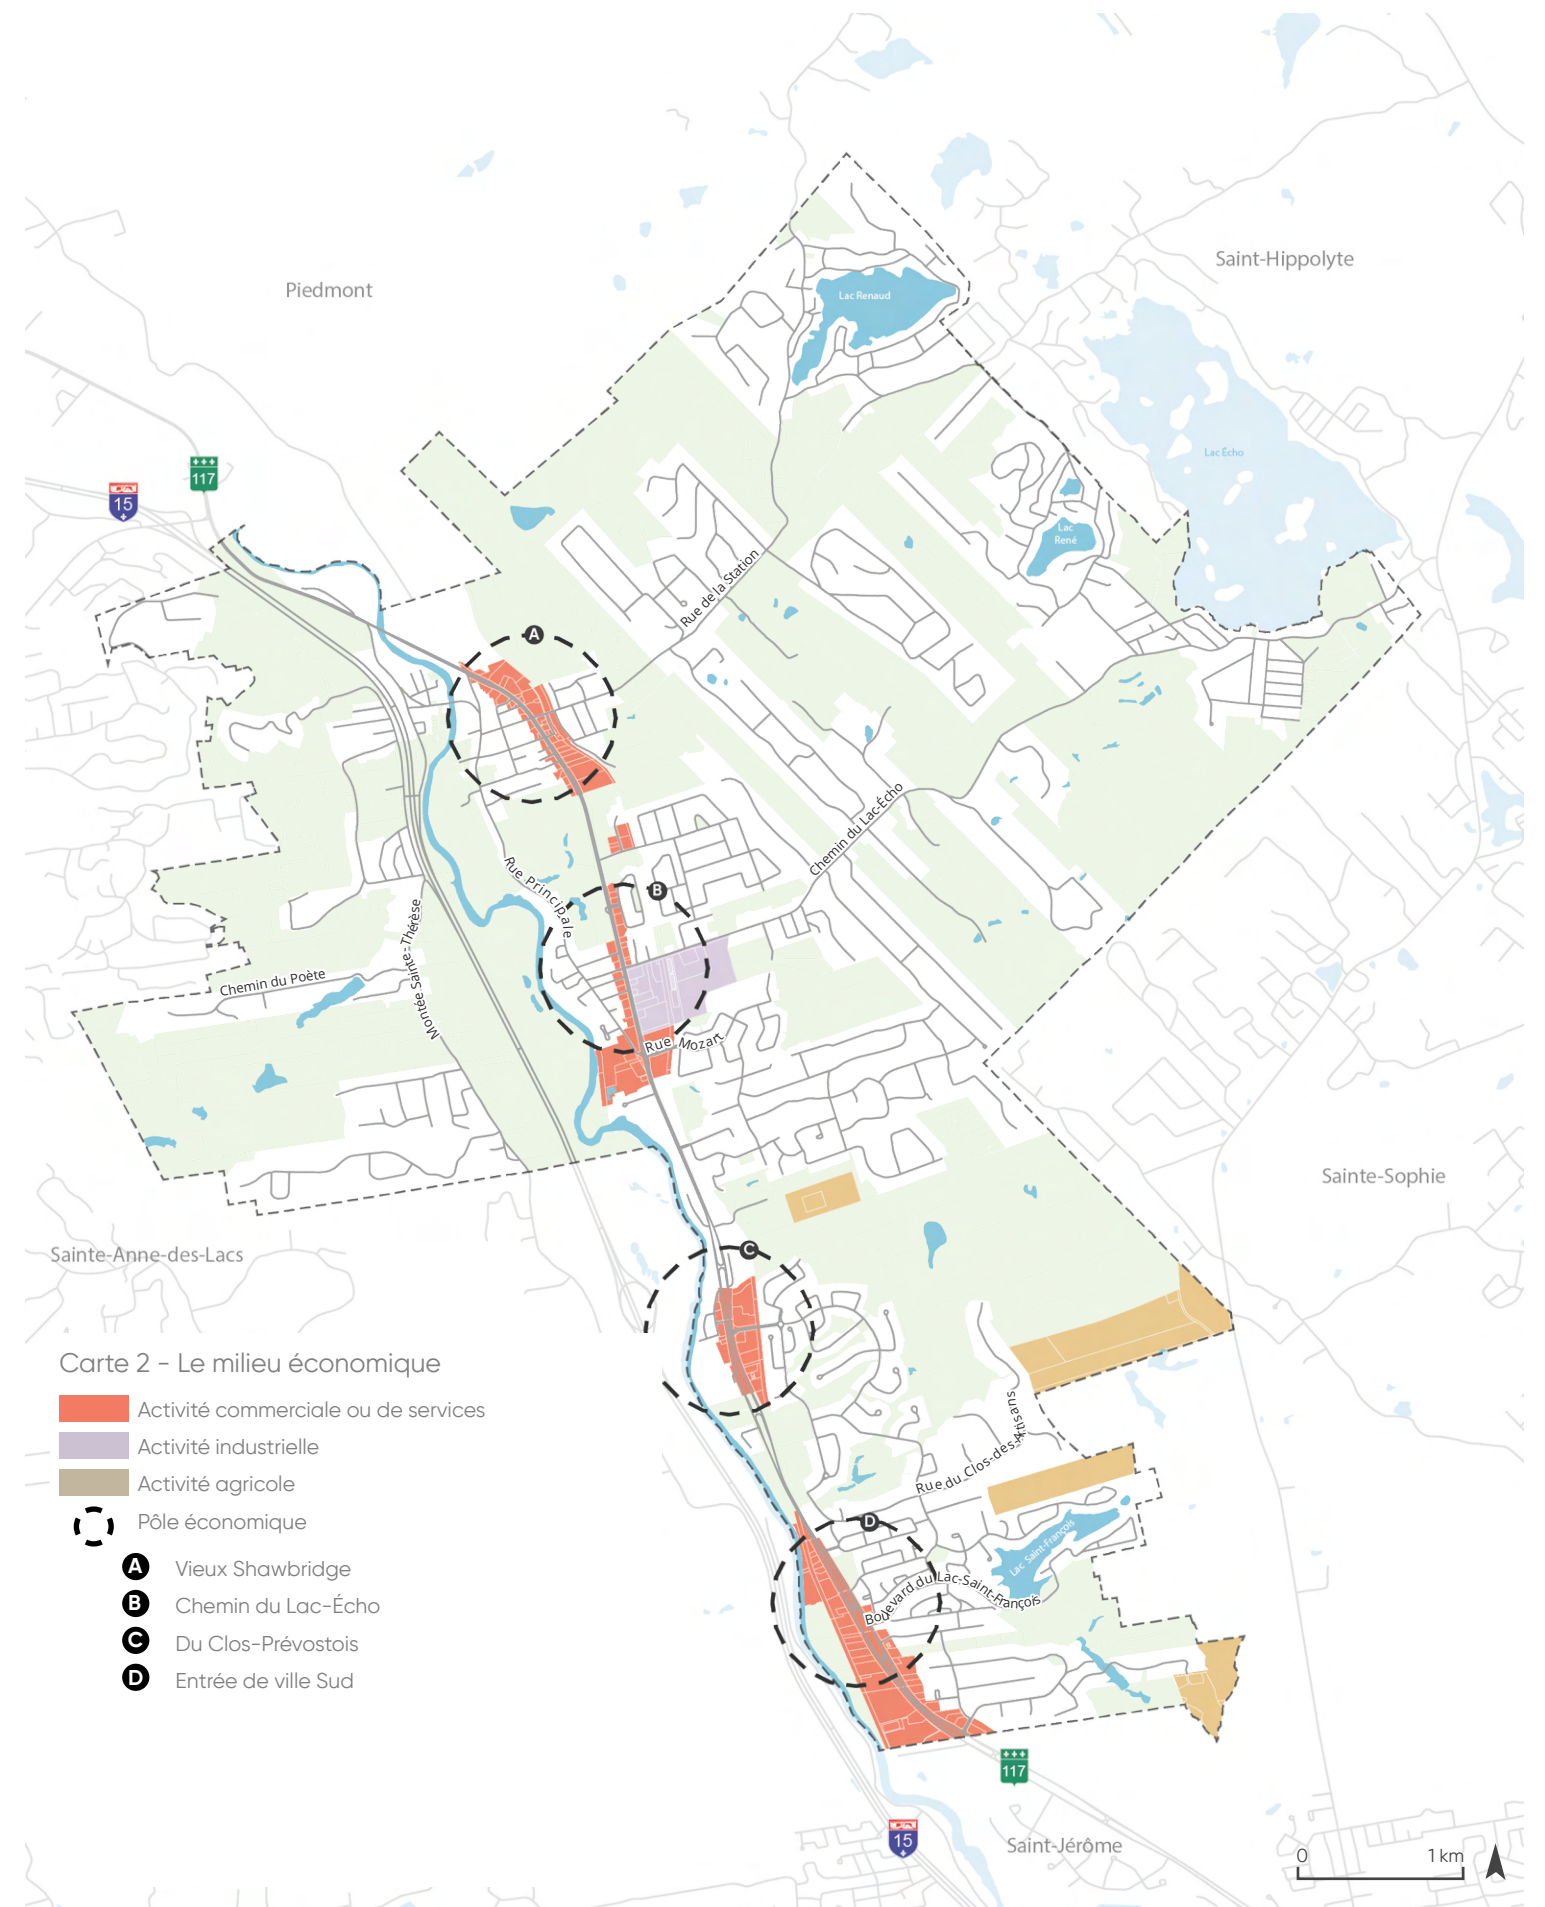 Saint-Hippolyte
Piedmont
Lac Renaud
Lac Écho
117
15
Lac
René
Rue de la Station
A
Chemin du Lac-Écho
Rue Principale
B
Montée Sainte-Thérèse
Chemin du Poète
Rue Mozart
Sainte-Sophie
Sainte-Anne-des-Lacs
C
Carte 2 - Le milieu économique
Activité commerciale ou de services
Activité industrielle
Activité agricole
Pôle économique
A Vieux Shawbridge
B Chemin du Lac-Écho
C Du Clos-Prévostois
D Entrée de ville Sud
Rue du Clos-des-Artisans
D
Lac Saint-François
Boulevard du Lac-Saint-François
117
15
Saint-Jérôme
0 1 km